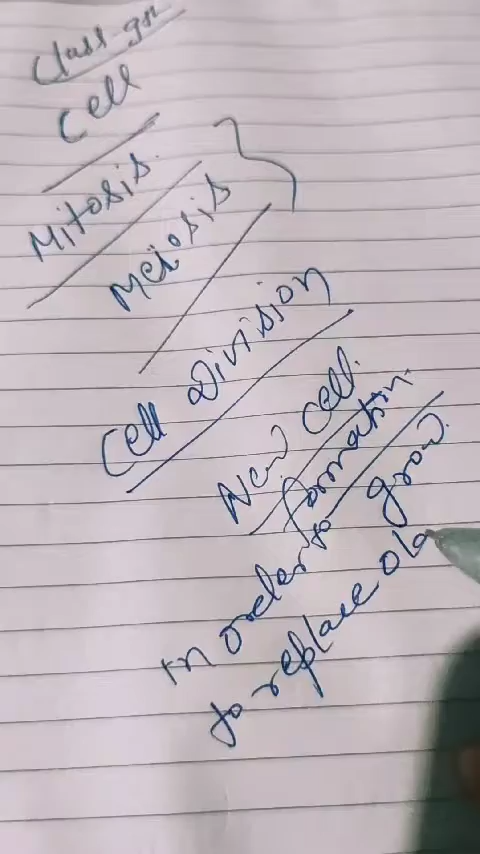 Class 9th
Cell
Mitosis.
Meiosis
Cell Division
New Cell.
formation.
in order to grow.
to replace old